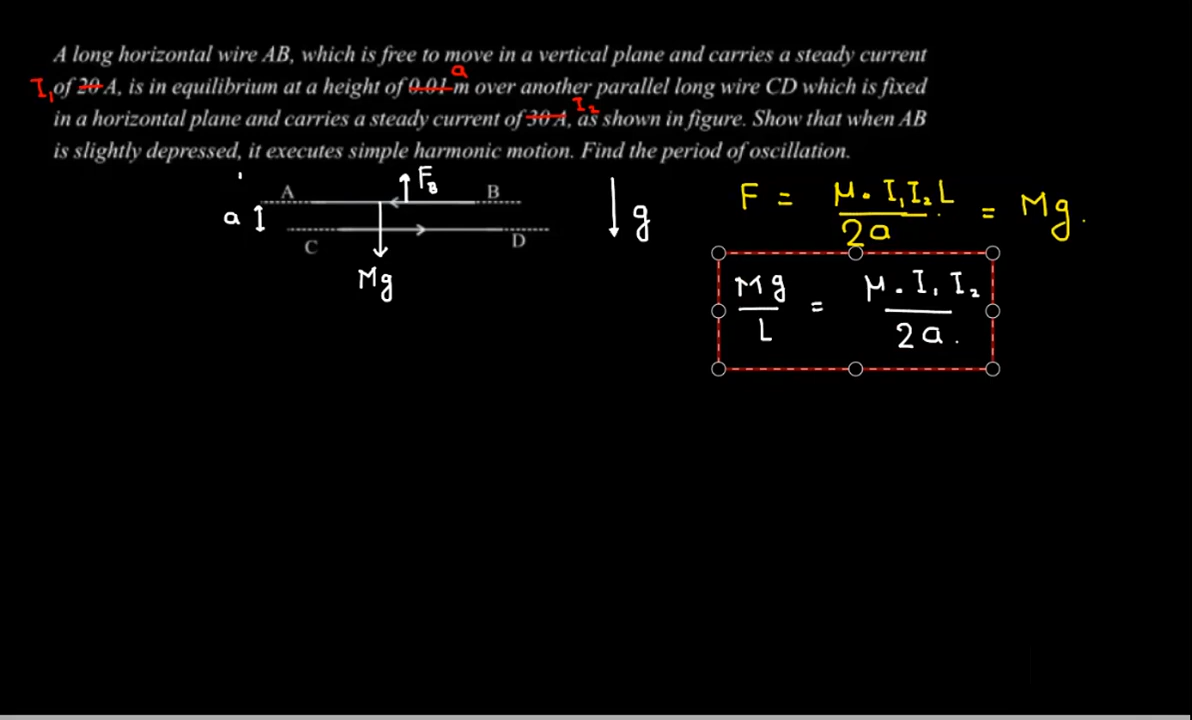 A long horizontal wire AB, which is free to move in a vertical plane and carries a steady current
I₁ of 20 A, is in equilibrium at a height of 0.01 m a over another parallel long wire CD which is fixed
in a horizontal plane and carries a steady current of 30 A, I₂ as shown in figure. Show that when AB
is slightly depressed, it executes simple harmonic motion. Find the period of oscillation.
A F_B B
a
C D
Mg
g
F = μ₀ I₁ I₂ L / 2a = Mg.
Mg / L = μ₀ I₁ I₂ / 2a.